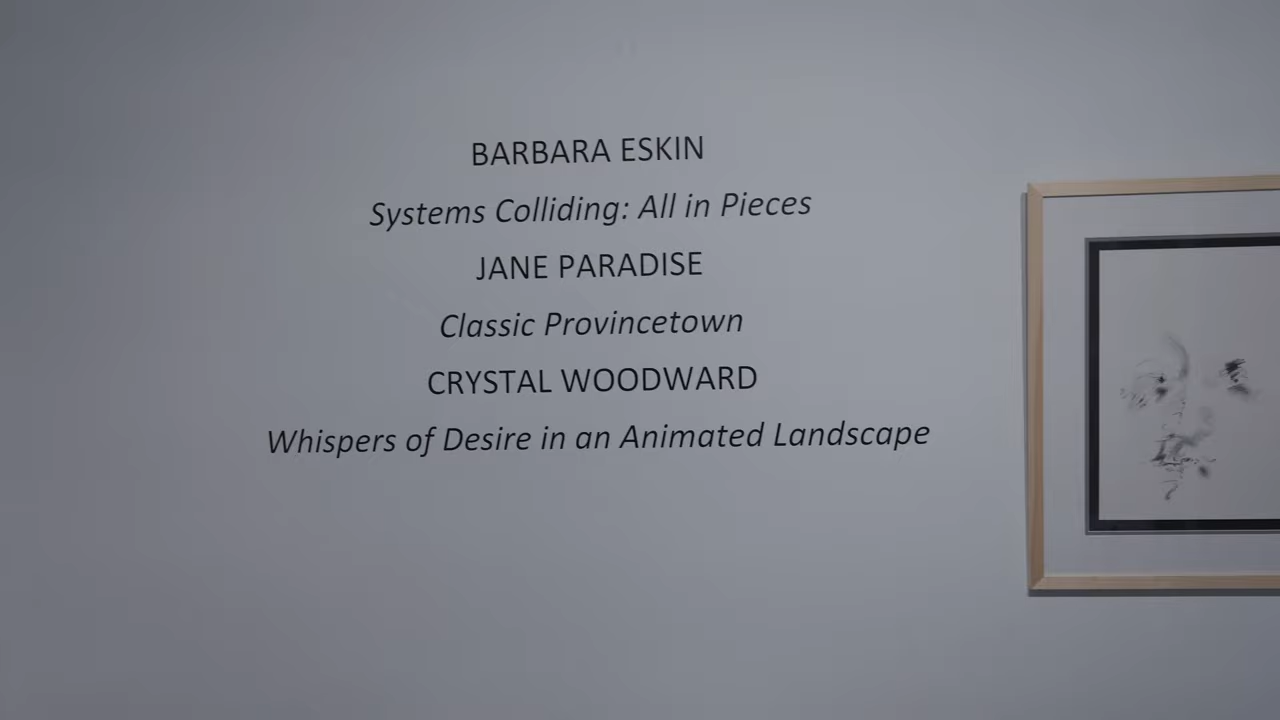 BARBARA ESKIN
Systems Colliding: All in Pieces
JANE PARADISE
Classic Provincetown
CRYSTAL WOODWARD
Whispers of Desire in an Animated Landscape